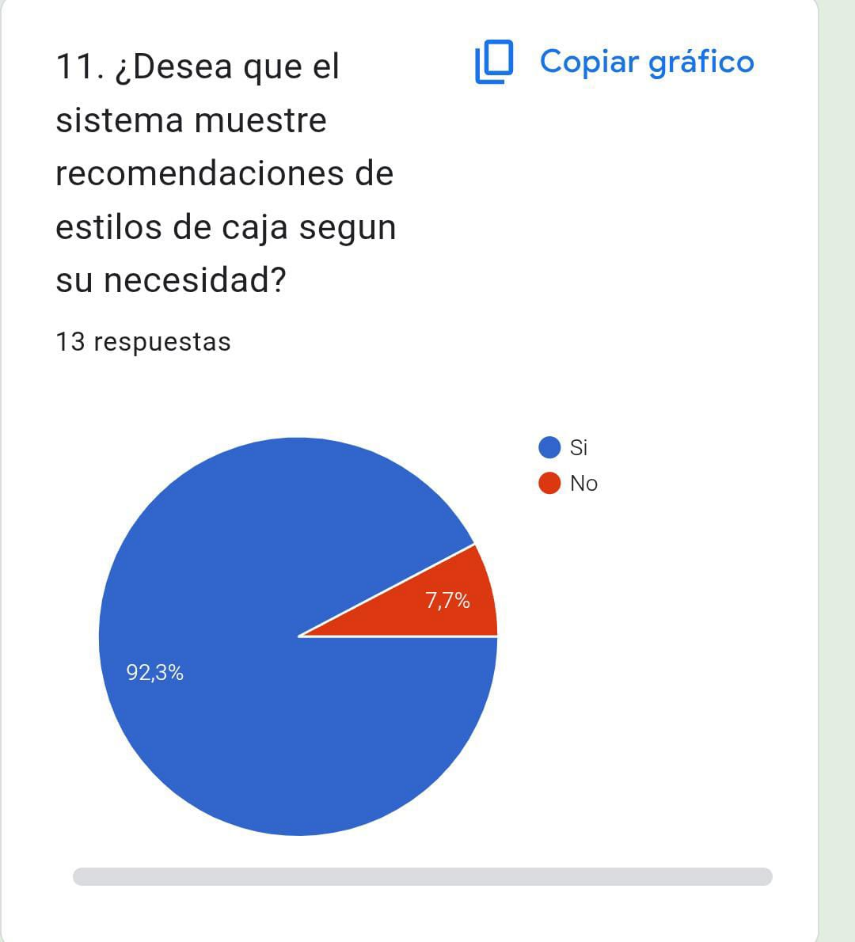 11. ¿Desea que el
sistema muestre
recomendaciones de
estilos de caja segun
su necesidad?
Copiar gráfico
13 respuestas
Si
No
7,7%
92,3%